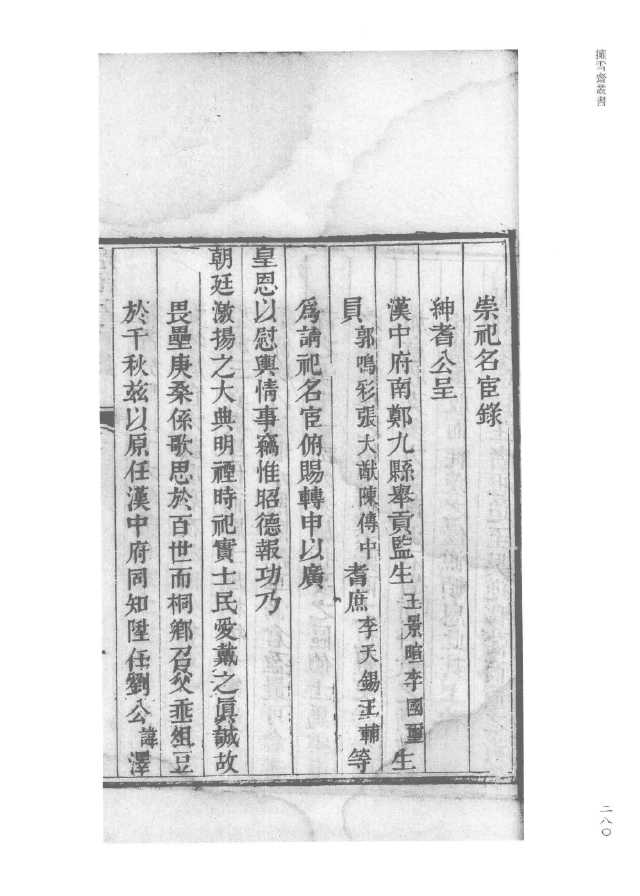 擁雪齋叢書
崇祀名宦錄
紳耆公呈
漢中府南鄭九縣舉貢監生王景暄李國璽生
員郭鳴彩張大猷陳傳中耆庶李天錫王輔等
爲請祀名宦俯賜轉申以廣
皇恩以慰輿情事竊惟昭德報功乃
朝廷激揚之大典明禋時祀實士民愛戴之眞誠故
畏壘庚桑係歌思於百世而桐鄉召父垂俎豆
於千秋兹以原任漢中府同知陞任劉公諱澤
二八〇